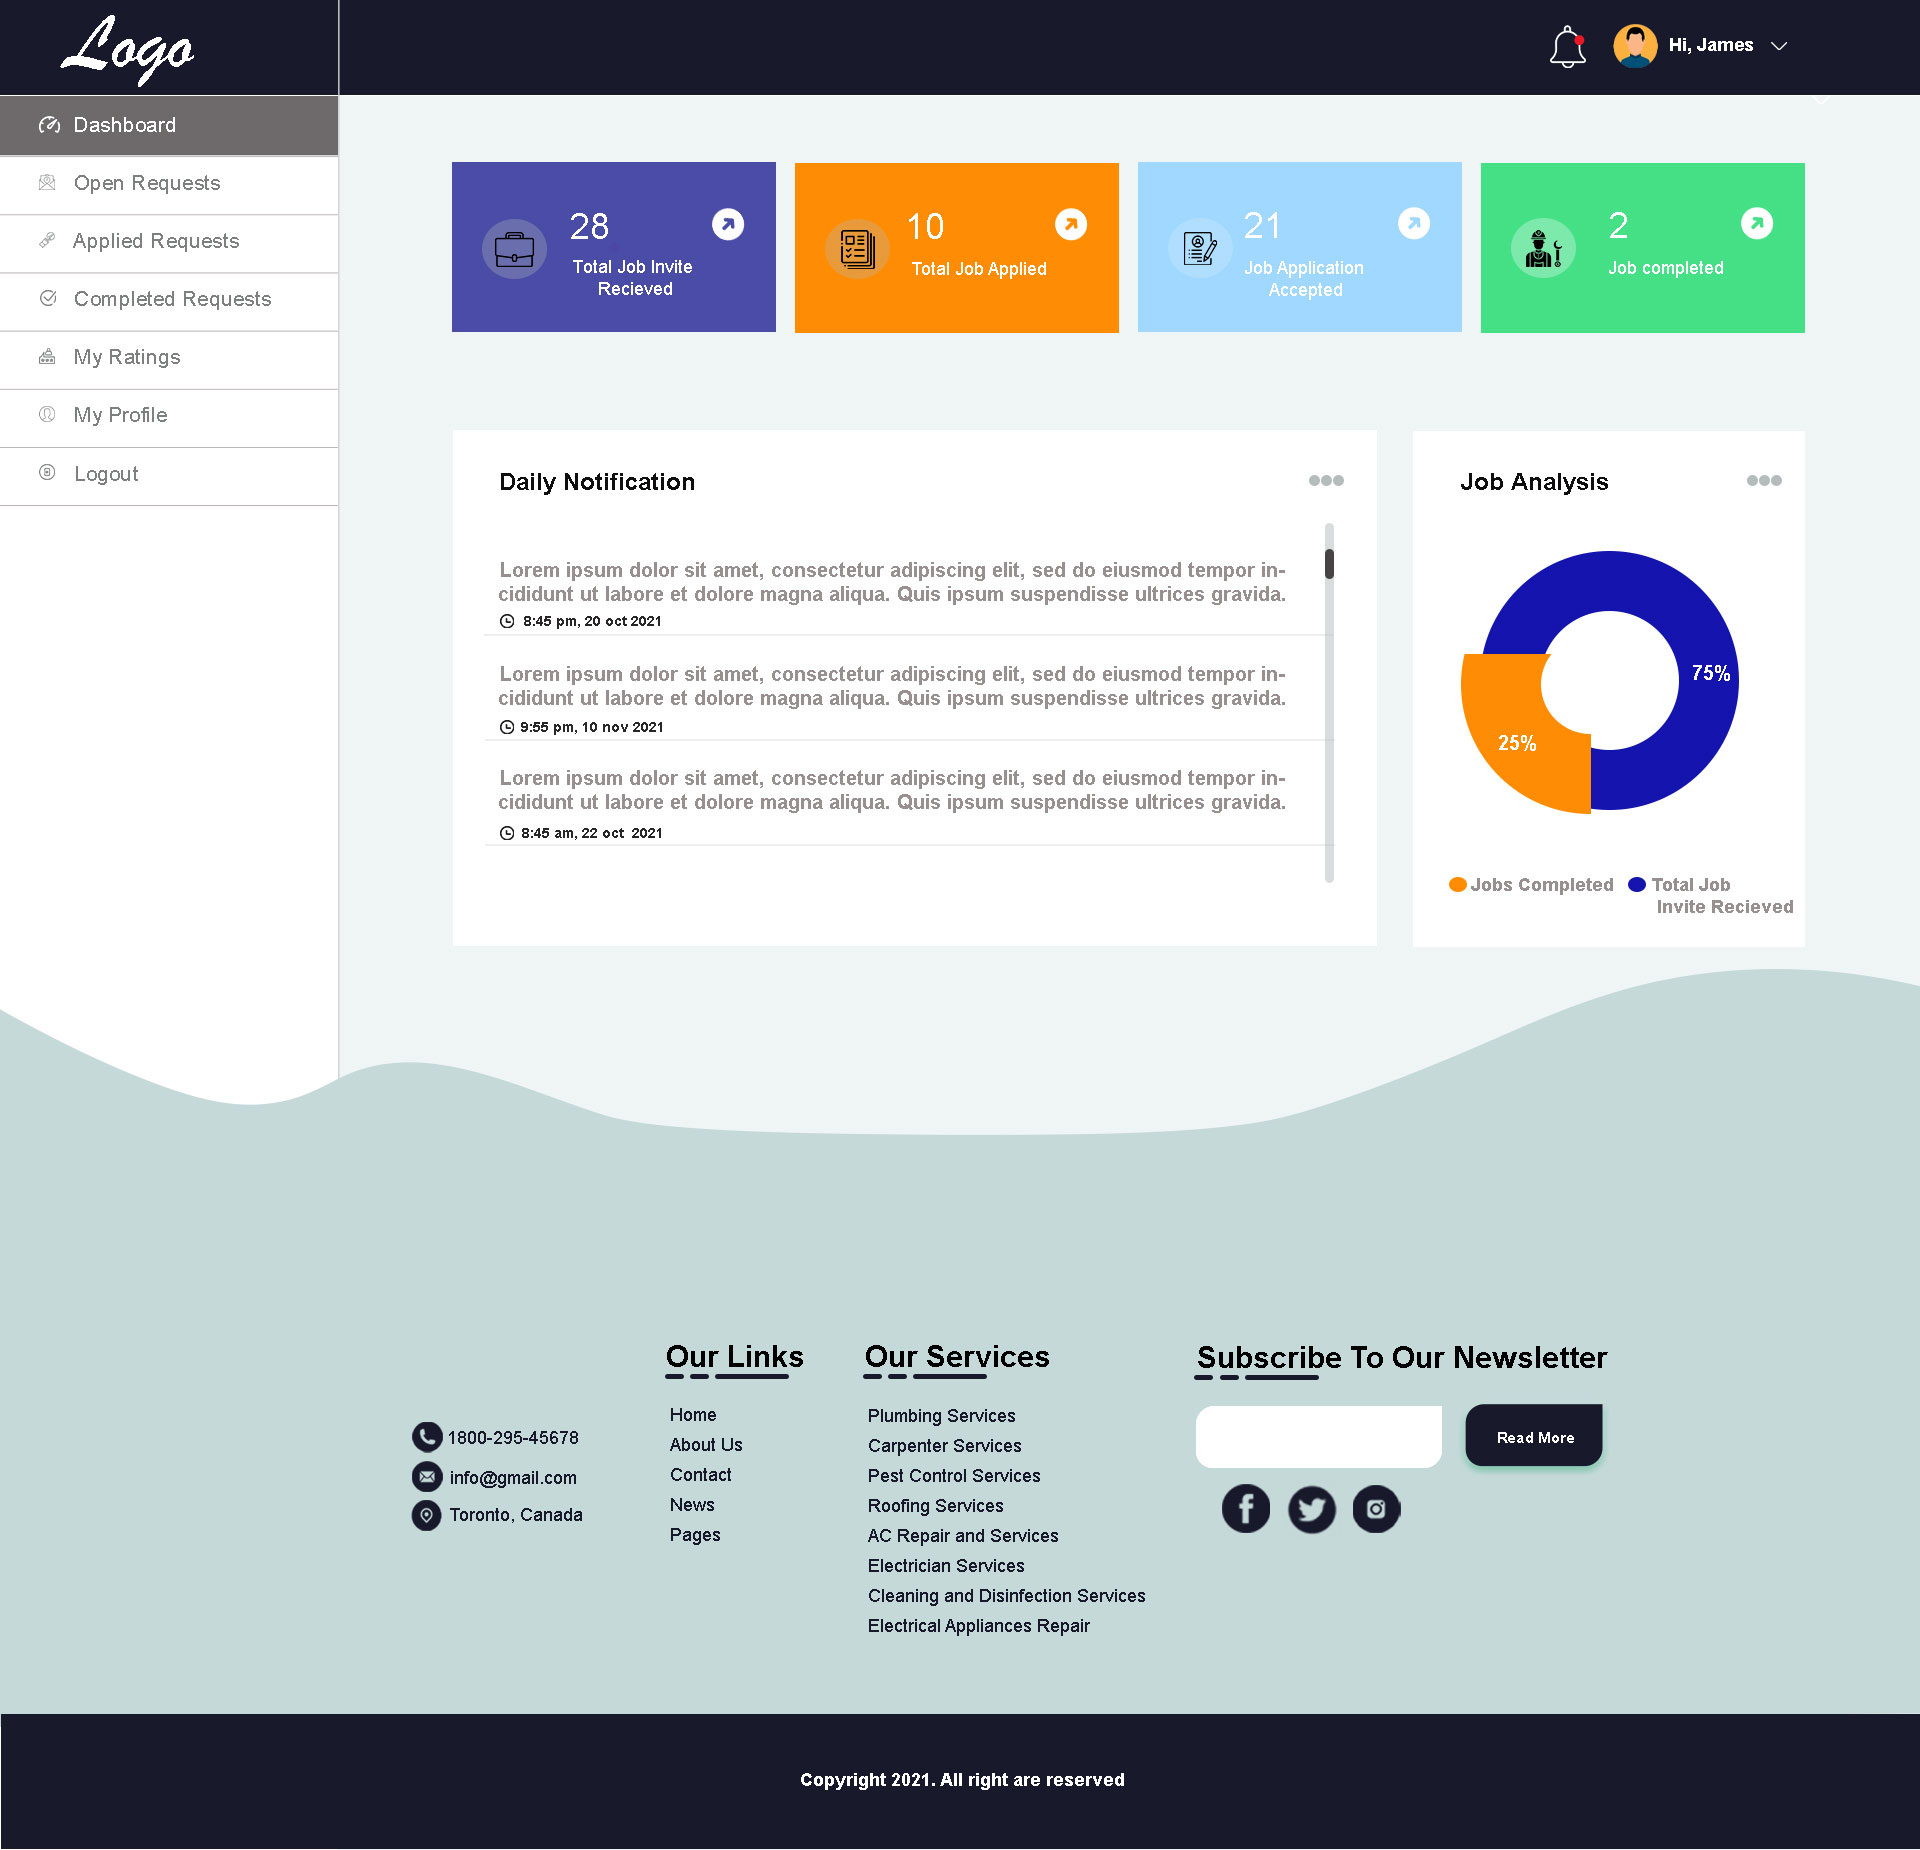 Logo
Hi, James
Dashboard
Open Requests
Applied Requests
Completed Requests
My Ratings
My Profile
Logout
28
Total Job Invite
Recieved
10
Total Job Applied
21
Job Application
Accepted
2
Job completed
Daily Notification
Lorem ipsum dolor sit amet, consectetur adipiscing elit, sed do eiusmod tempor in-
cididunt ut labore et dolore magna aliqua. Quis ipsum suspendisse ultrices gravida.
8:45 pm, 20 oct 2021
Lorem ipsum dolor sit amet, consectetur adipiscing elit, sed do eiusmod tempor in-
cididunt ut labore et dolore magna aliqua. Quis ipsum suspendisse ultrices gravida.
9:55 pm, 10 nov 2021
Lorem ipsum dolor sit amet, consectetur adipiscing elit, sed do eiusmod tempor in-
cididunt ut labore et dolore magna aliqua. Quis ipsum suspendisse ultrices gravida.
8:45 am, 22 oct 2021
Job Analysis
75%
25%
Jobs Completed
Total Job
Invite Recieved
1800-295-45678
info@gmail.com
Toronto, Canada
Our Links
Home
About Us
Contact
News
Pages
Our Services
Plumbing Services
Carpenter Services
Pest Control Services
Roofing Services
AC Repair and Services
Electrician Services
Cleaning and Disinfection Services
Electrical Appliances Repair
Subscribe To Our Newsletter
Read More
Copyright 2021. All right are reserved